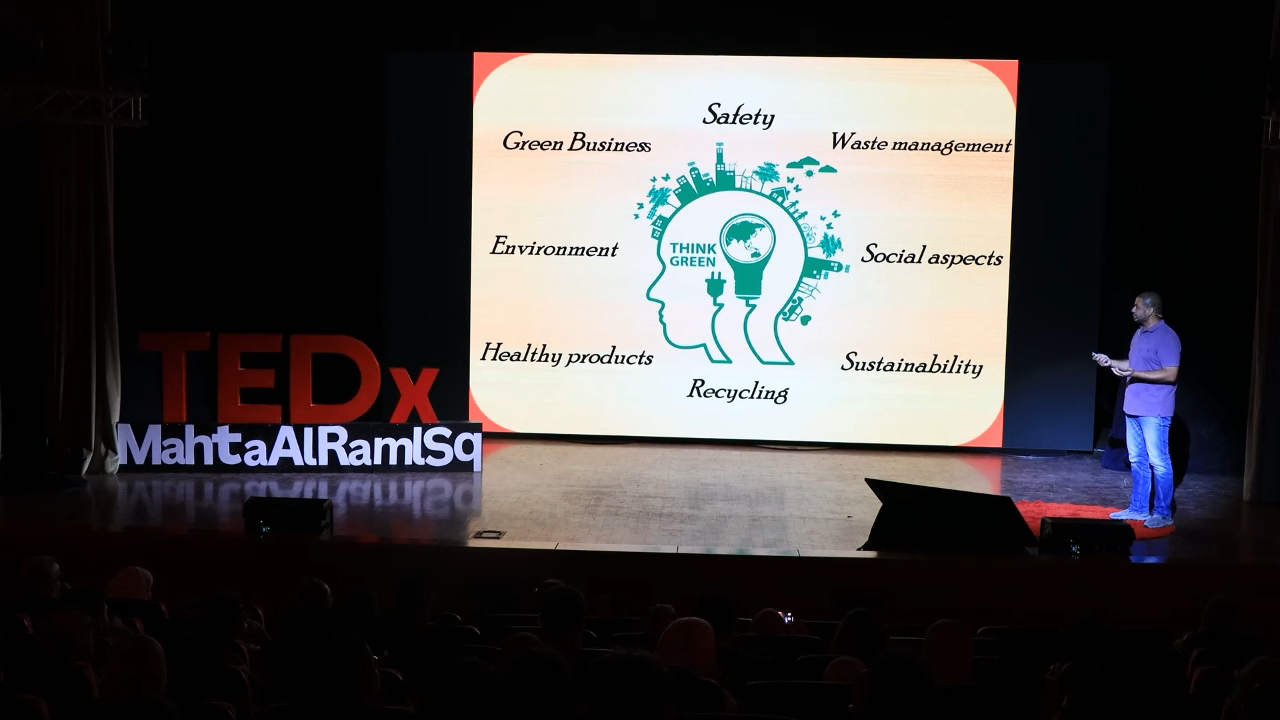 Safety
Green Business
Waste management
THINK
GREEN
Environment
Social aspects
Healthy products
Sustainability
Recycling
TEDx
MahtaAlRamlSq